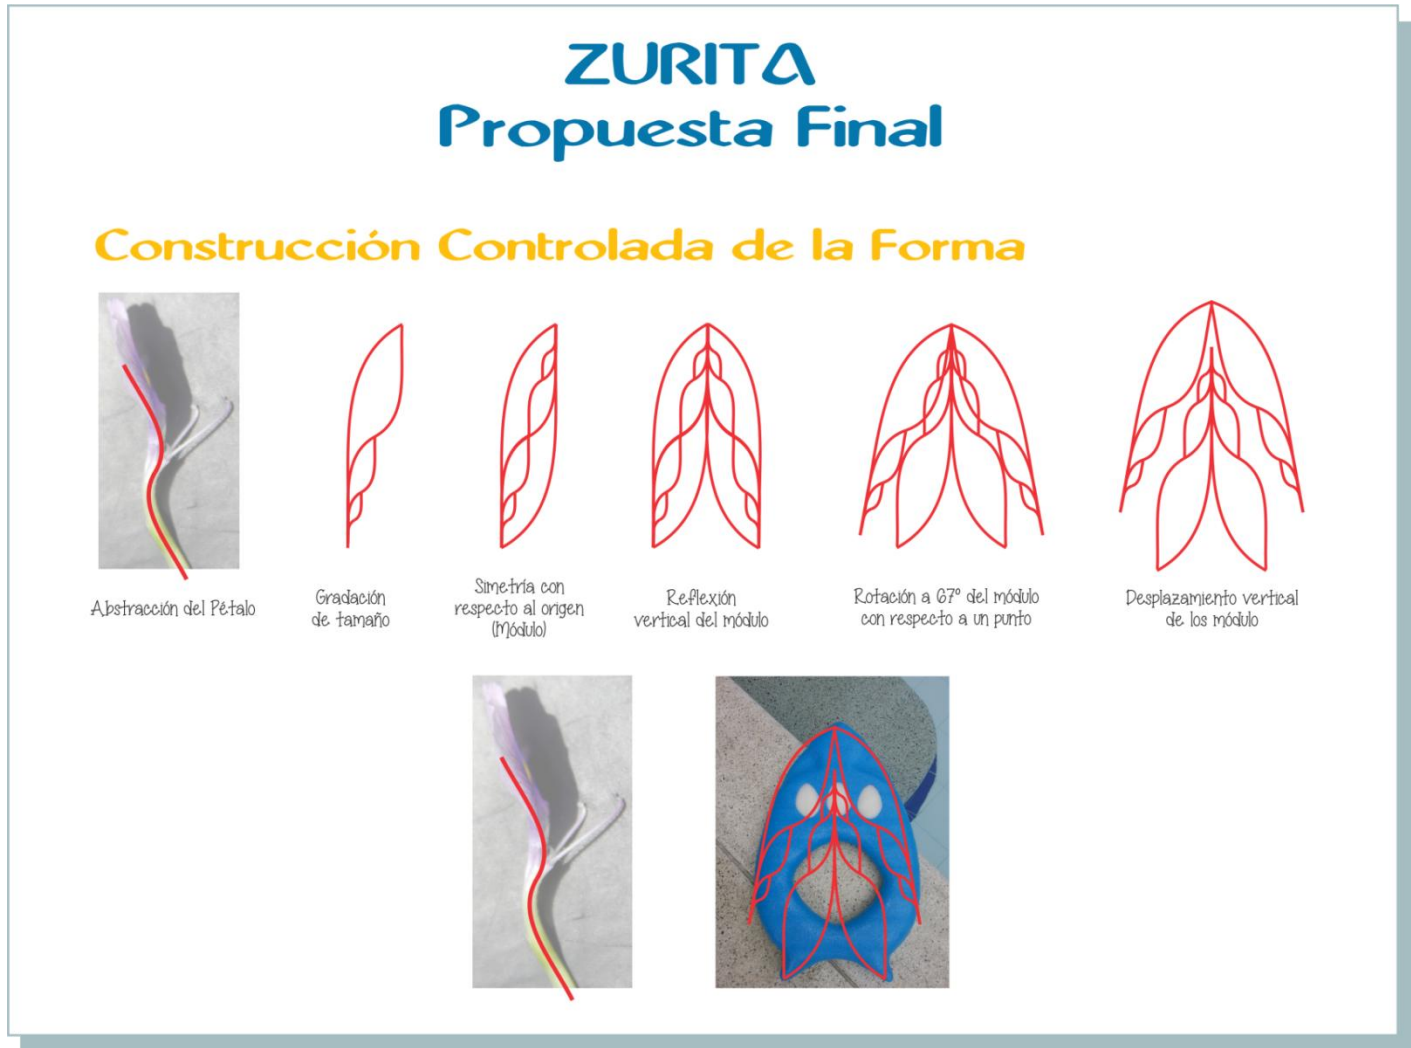 ZURITA
Propuesta Final
Construcción Controlada de la Forma
Abstracción del Pétalo
Gradación
de tamaño
Simetría con
respecto al origen
(Módulo)
Reflexión
vertical del módulo
Rotación a 67° del módulo
con respecto a un punto
Desplazamiento vertical
de los módulo